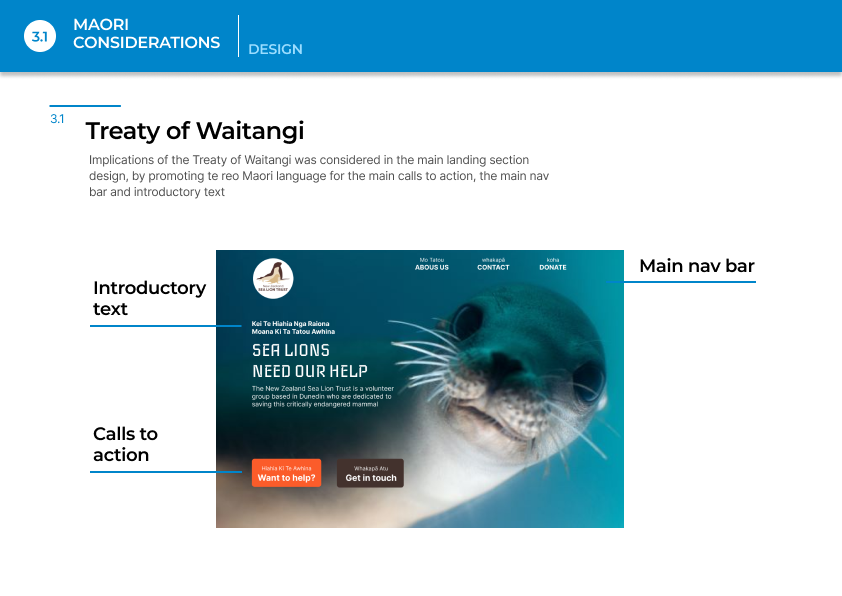 3.1
MAORI
CONSIDERATIONS
DESIGN
3.1
Treaty of Waitangi
Implications of the Treaty of Waitangi was considered in the main landing section
design, by promoting te reo Maori language for the main calls to action, the main nav
bar and introductory text
Main nav bar
Introductory
text
Calls to
action
Mo Tatou
ABOUS US
whakapā
CONTACT
koha
DONATE
SEA LION TRUST
Kei Te Hiahia Nga Raiona
Moana Ki Ta Tatou Awhina
SEA LIONS
NEED OUR HELP
The New Zealand Sea Lion Trust is a volunteer
group based in Dunedin who are dedicated to
saving this critically endangered mammal
Hiahia Ki Te Awhina
Want to help?
Whakapā Atu
Get in touch